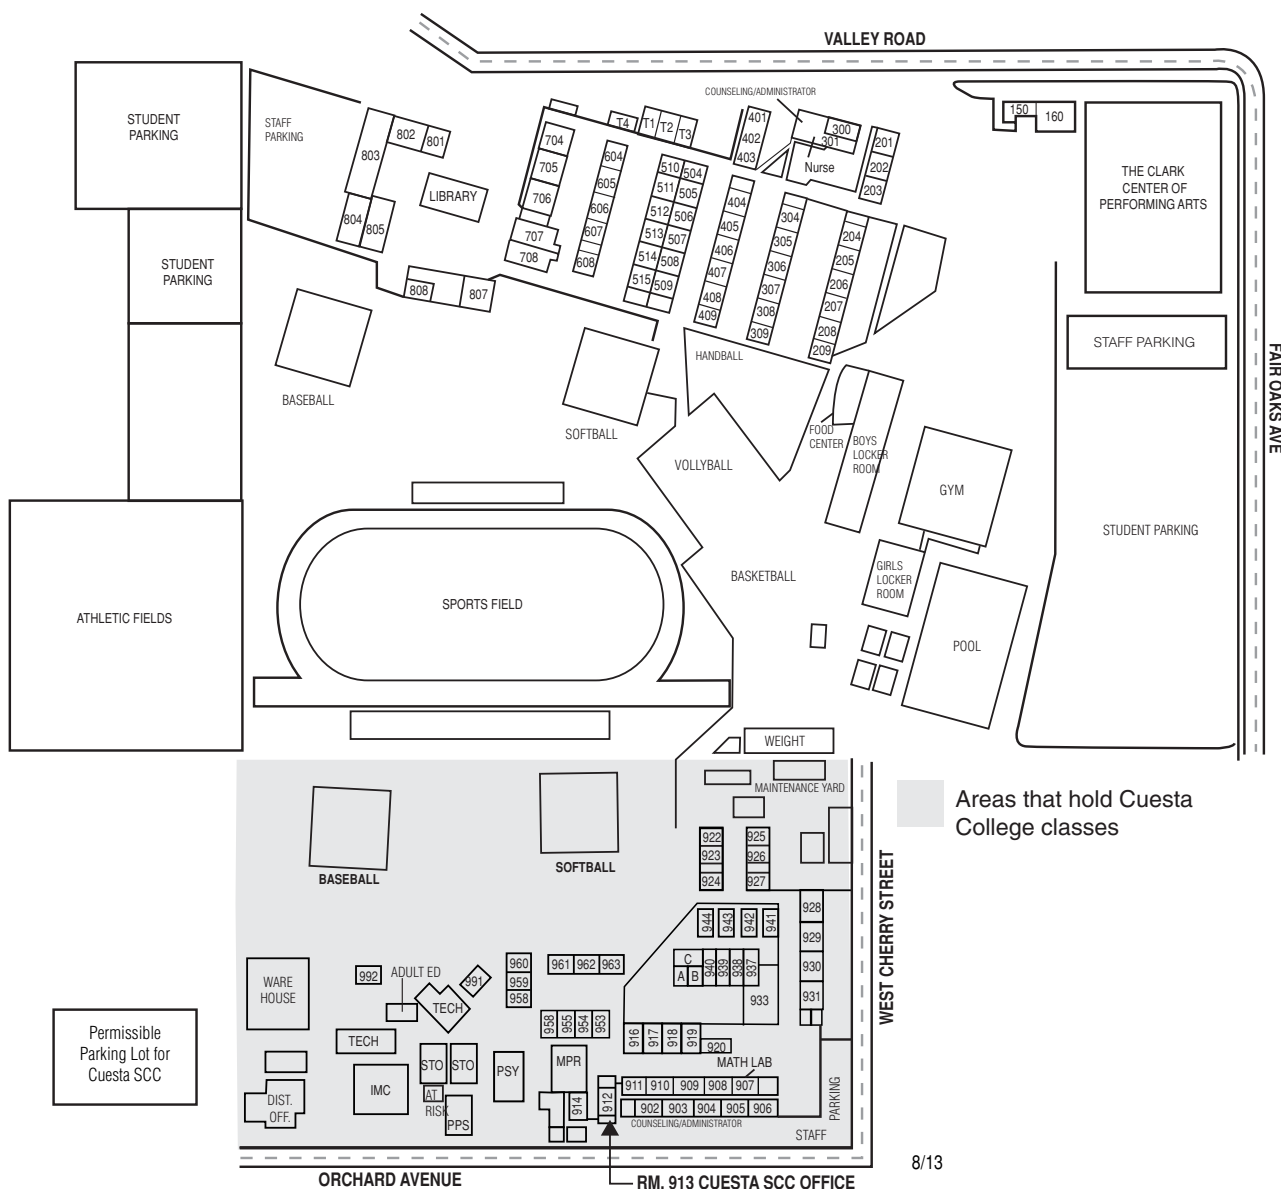 VALLEY ROAD
COUNSELING/ADMINISTRATOR
STUDENT
PARKING
STAFF
PARKING
802
801
803
804
805
LIBRARY
808
807
704
705
706
707
708
T4
T1
T2
T3
604
605
606
607
608
510
504
511
505
512
506
513
507
514
508
515
509
401
402
403
404
405
406
407
408
409
300
301
Nurse
304
305
306
307
308
309
201
202
203
204
205
206
207
208
209
150
160
THE CLARK
CENTER OF
PERFORMING ARTS
STUDENT
PARKING
STAFF PARKING
FAIR OAKS AVE
BASEBALL
SOFTBALL
HANDBALL
VOLLYBALL
FOOD
CENTER
BOYS
LOCKER
ROOM
GYM
STUDENT PARKING
BASKETBALL
GIRLS
LOCKER
ROOM
POOL
ATHLETIC FIELDS
SPORTS FIELD
WEIGHT
MAINTENANCE YARD
Areas that hold Cuesta
College classes
BASEBALL
SOFTBALL
922
923
924
925
926
927
WEST CHERRY STREET
928
929
930
931
944
943
942
941
C
A
B
940
939
938
937
933
960
959
958
961
962
963
992
ADULT ED
991
TECH
WARE
HOUSE
TECH
958
955
954
953
916
917
918
919
920
MATH LAB
STO
STO
PSY
MPR
IMC
AT
RISK
PPS
DIST.
OFF.
914
912
911
910
909
908
907
902
903
904
905
906
COUNSELING/ADMINISTRATOR
STAFF
PARKING
Permissible
Parking Lot for
Cuesta SCC
8/13
ORCHARD AVENUE
RM. 913 CUESTA SCC OFFICE